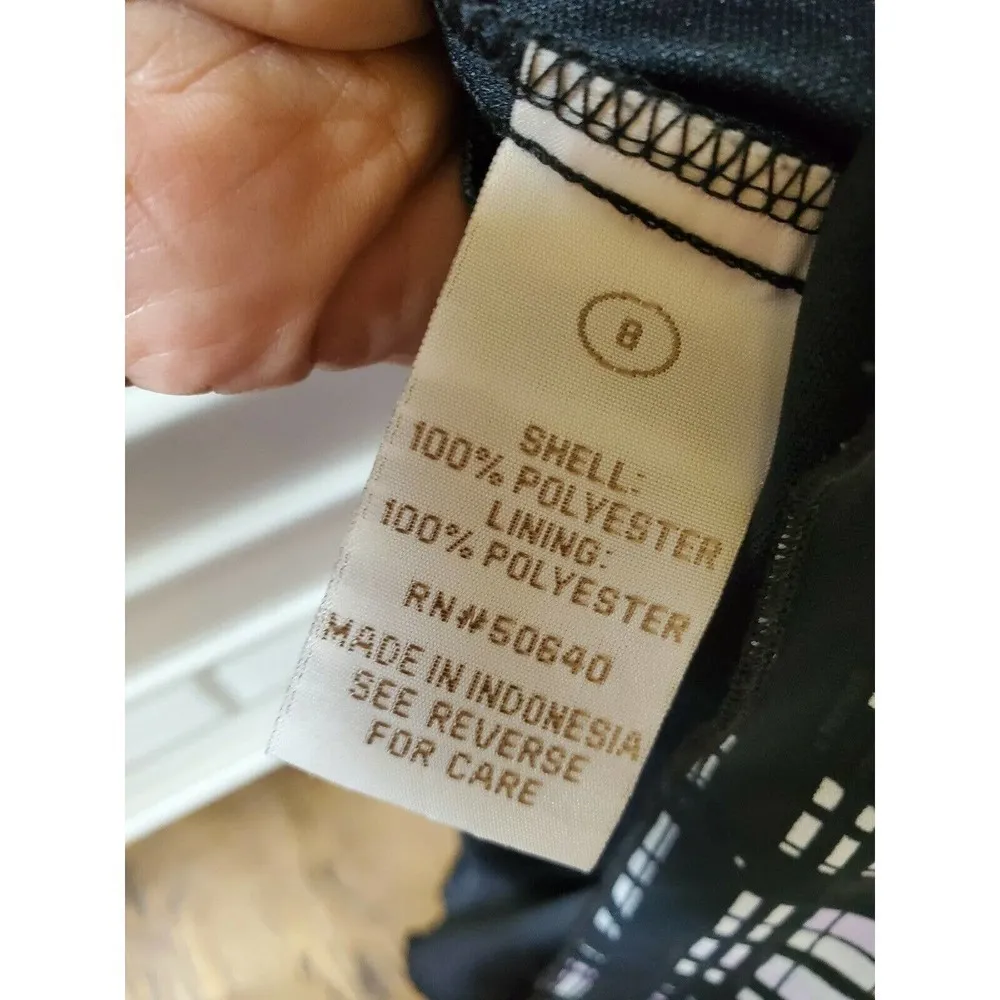 8
SHELL:
100% POLYESTER
LINING:
100% POLYESTER
RN#50640
MADE IN INDONESIA
SEE REVERSE
FOR CARE